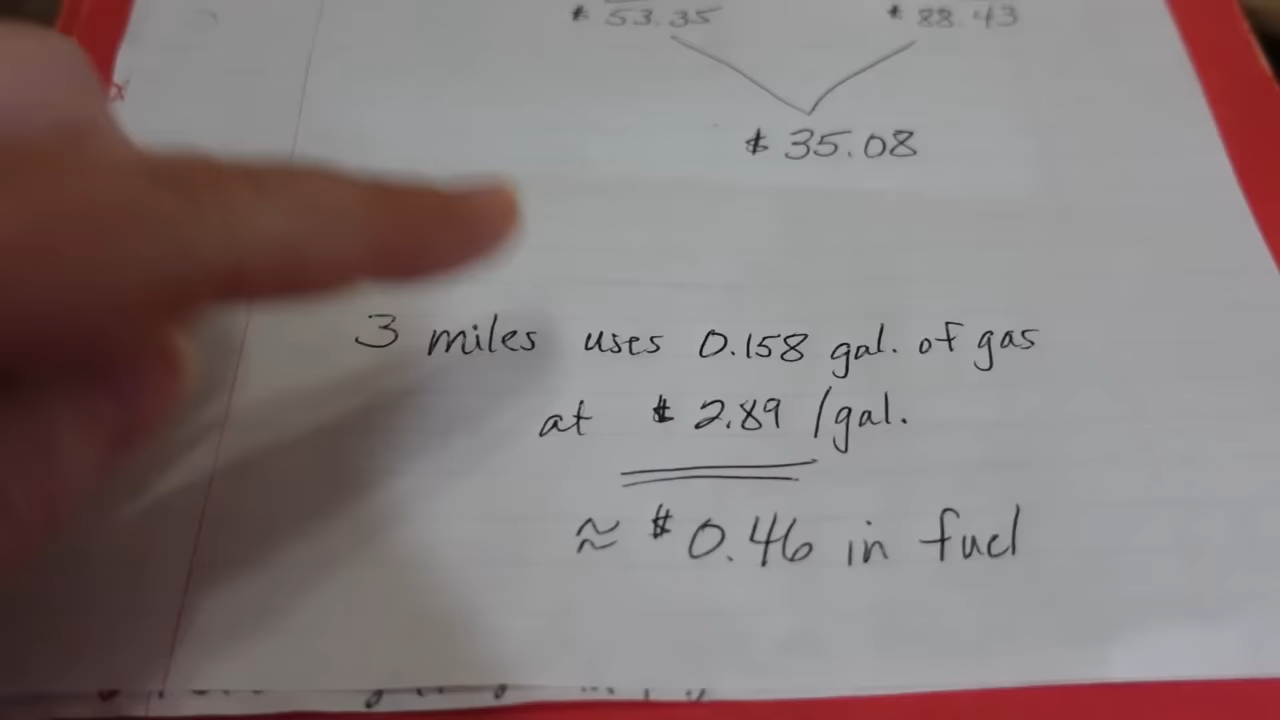 $ 53.35 $ 88.43
$ 35.08
3 miles uses 0.158 gal. of gas
at $ 2.89 /gal.
≈ $ 0.46 in fuel